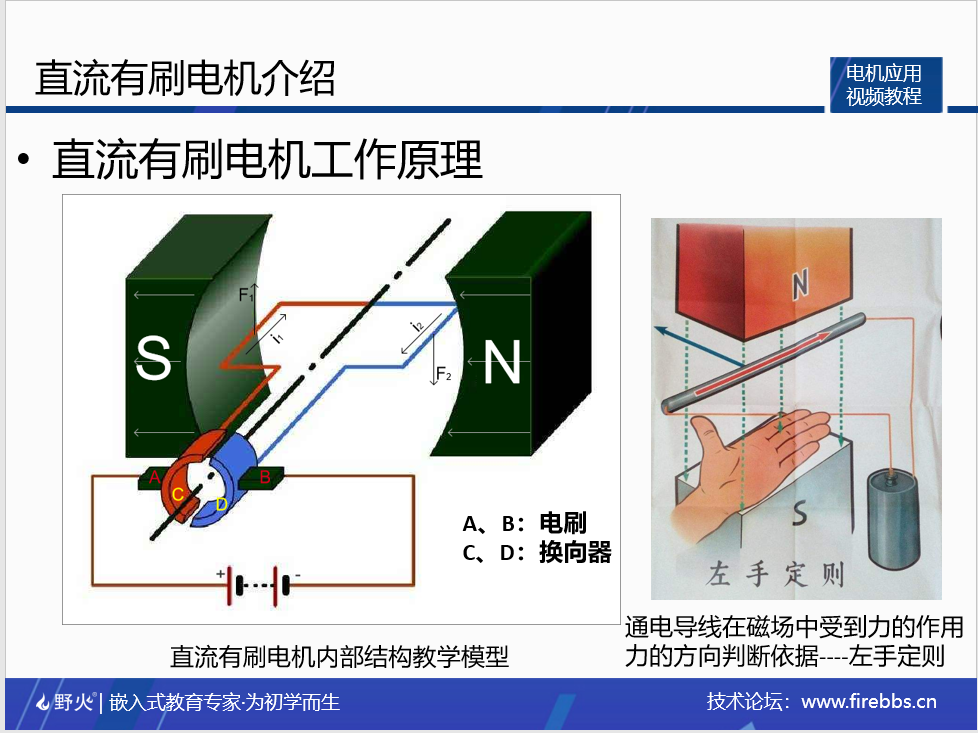 直流有刷电机介绍
电机应用
视频教程
• 直流有刷电机工作原理
F₁
i₁
i₂
F₂
S
N
A
B
C
D
A、B：电刷
C、D：换向器
+
-
直流有刷电机内部结构教学模型
N
S
左手定则
通电导线在磁场中受到力的作用
力的方向判断依据----左手定则
野火® | 嵌入式教育专家·为初学而生
技术论坛：www.firebbs.cn